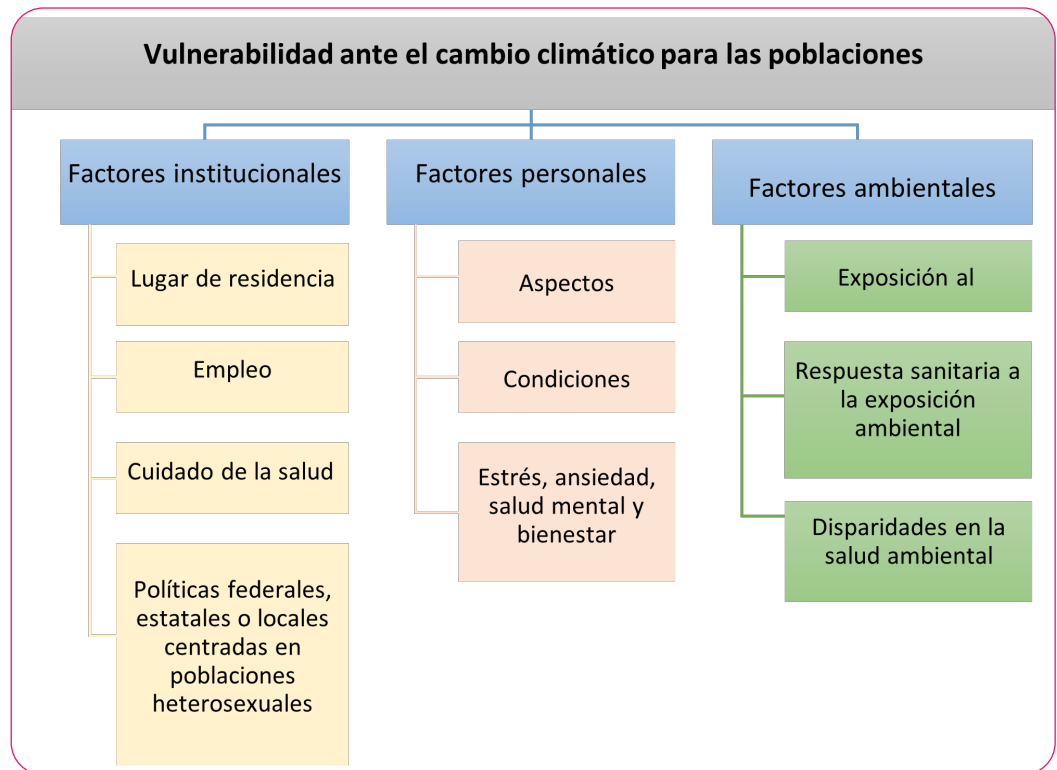 Vulnerabilidad ante el cambio climático para las poblaciones
Factores institucionales
Lugar de residencia
Empleo
Cuidado de la salud
Políticas federales,
estatales o locales
centradas en
poblaciones
heterosexuales
Factores personales
Aspectos
Condiciones
Estrés, ansiedad,
salud mental y
bienestar
Factores ambientales
Exposición al
Respuesta sanitaria a
la exposición
ambiental
Disparidades en la
salud ambiental